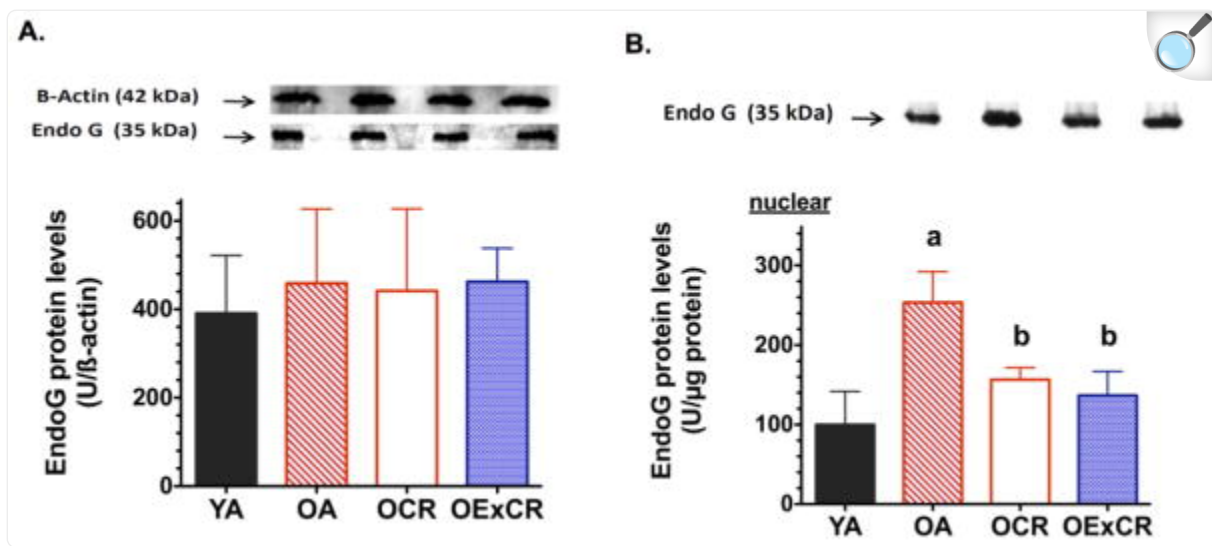 A.
B-Actin (42 kDa)
Endo G (35 kDa)
EndoG protein levels
(U/ß-actin)
600
400
200
0
YA OA OCR OExCR
B.
Endo G (35 kDa)
nuclear
EndoG protein levels
(U/µg protein)
300
200
100
0
a
b b
YA OA OCR OExCR